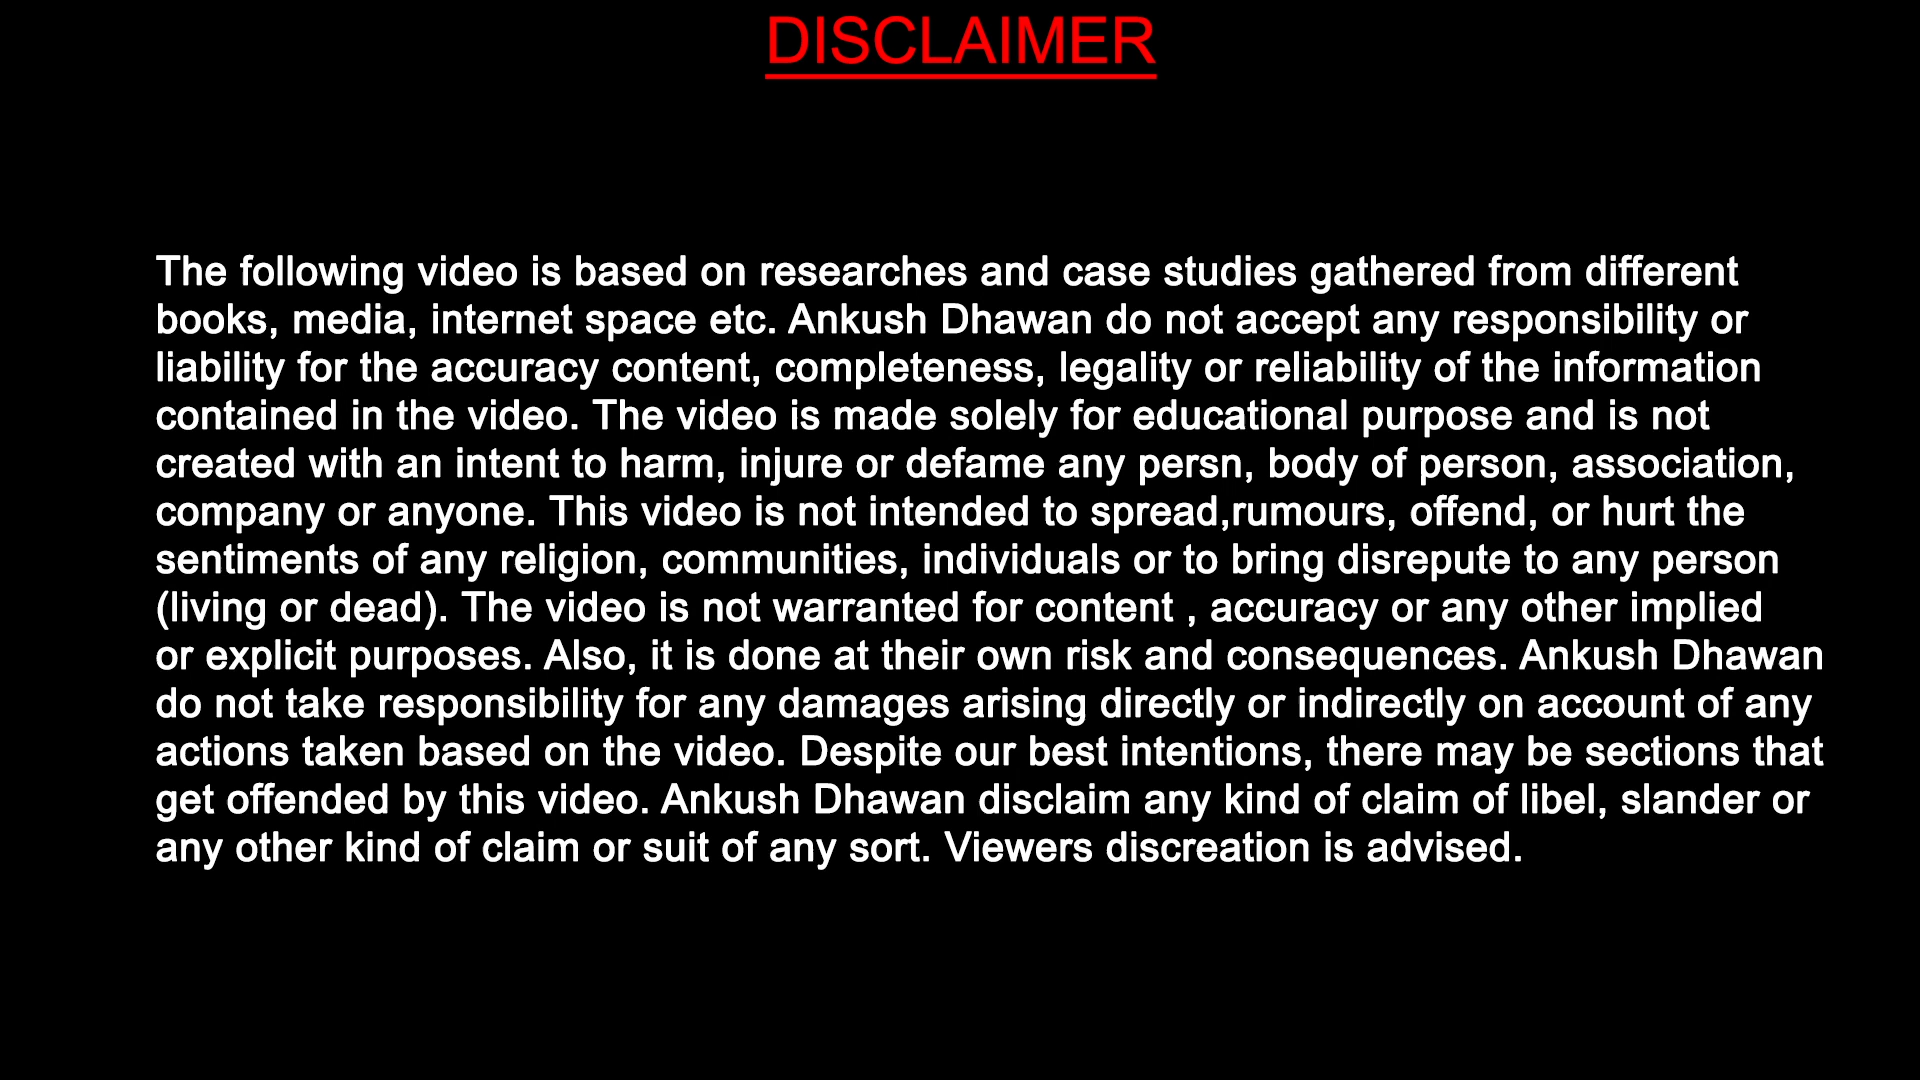 DISCLAIMER
The following video is based on researches and case studies gathered from different
books, media, internet space etc. Ankush Dhawan do not accept any responsibility or
liability for the accuracy content, completeness, legality or reliability of the information
contained in the video. The video is made solely for educational purpose and is not
created with an intent to harm, injure or defame any persn, body of person, association,
company or anyone. This video is not intended to spread,rumours, offend, or hurt the
sentiments of any religion, communities, individuals or to bring disrepute to any person
(living or dead). The video is not warranted for content , accuracy or any other implied
or explicit purposes. Also, it is done at their own risk and consequences. Ankush Dhawan
do not take responsibility for any damages arising directly or indirectly on account of any
actions taken based on the video. Despite our best intentions, there may be sections that
get offended by this video. Ankush Dhawan disclaim any kind of claim of libel, slander or
any other kind of claim or suit of any sort. Viewers discreation is advised.